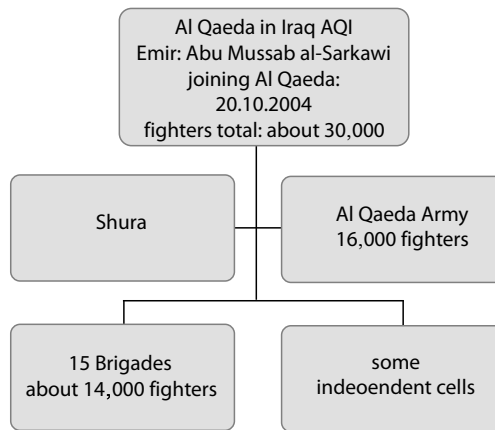 Al Qaeda in Iraq AQI
Emir: Abu Mussab al-Sarkawi
joining Al Qaeda:
20.10.2004
fighters total: about 30,000
Shura
Al Qaeda Army
16,000 fighters
15 Brigades
about 14,000 fighters
some
indeoendent cells